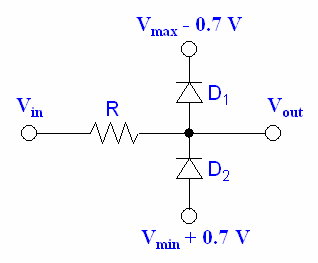 Vmax - 0.7 V
Vin
R
D1
Vout
D2
Vmin + 0.7 V